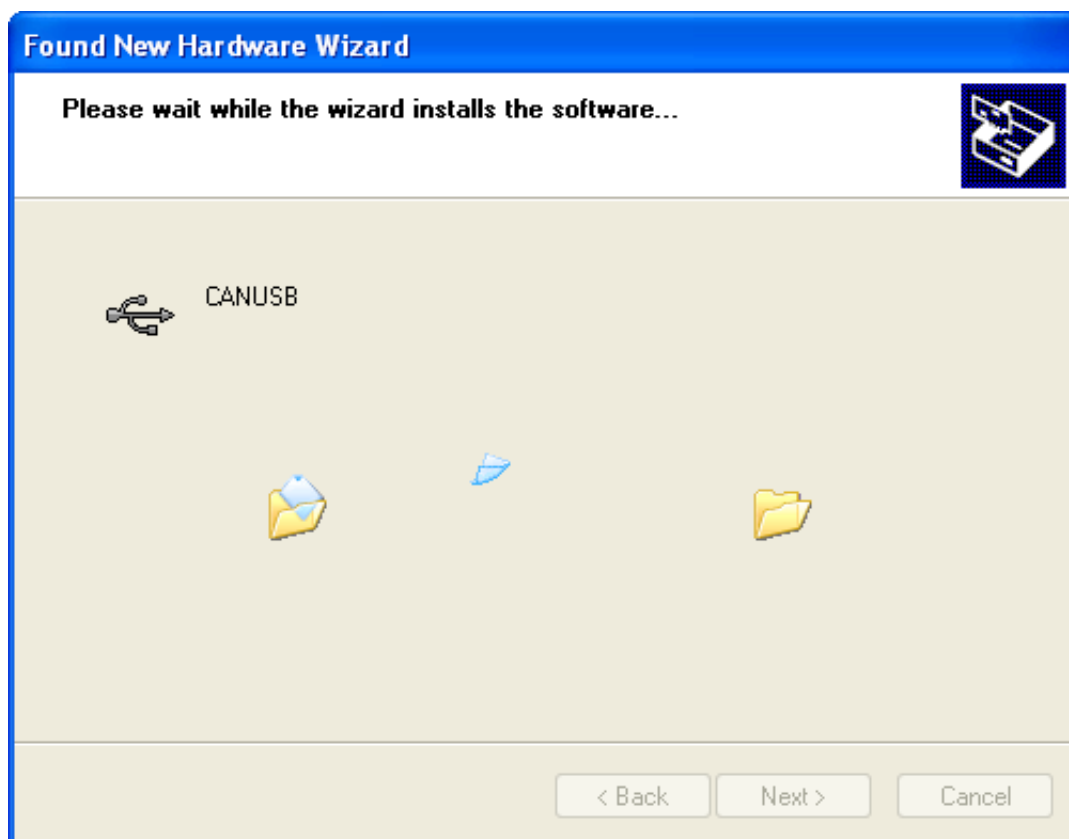 Found New Hardware Wizard
Please wait while the wizard installs the software...
CANUSB
< Back
Next >
Cancel